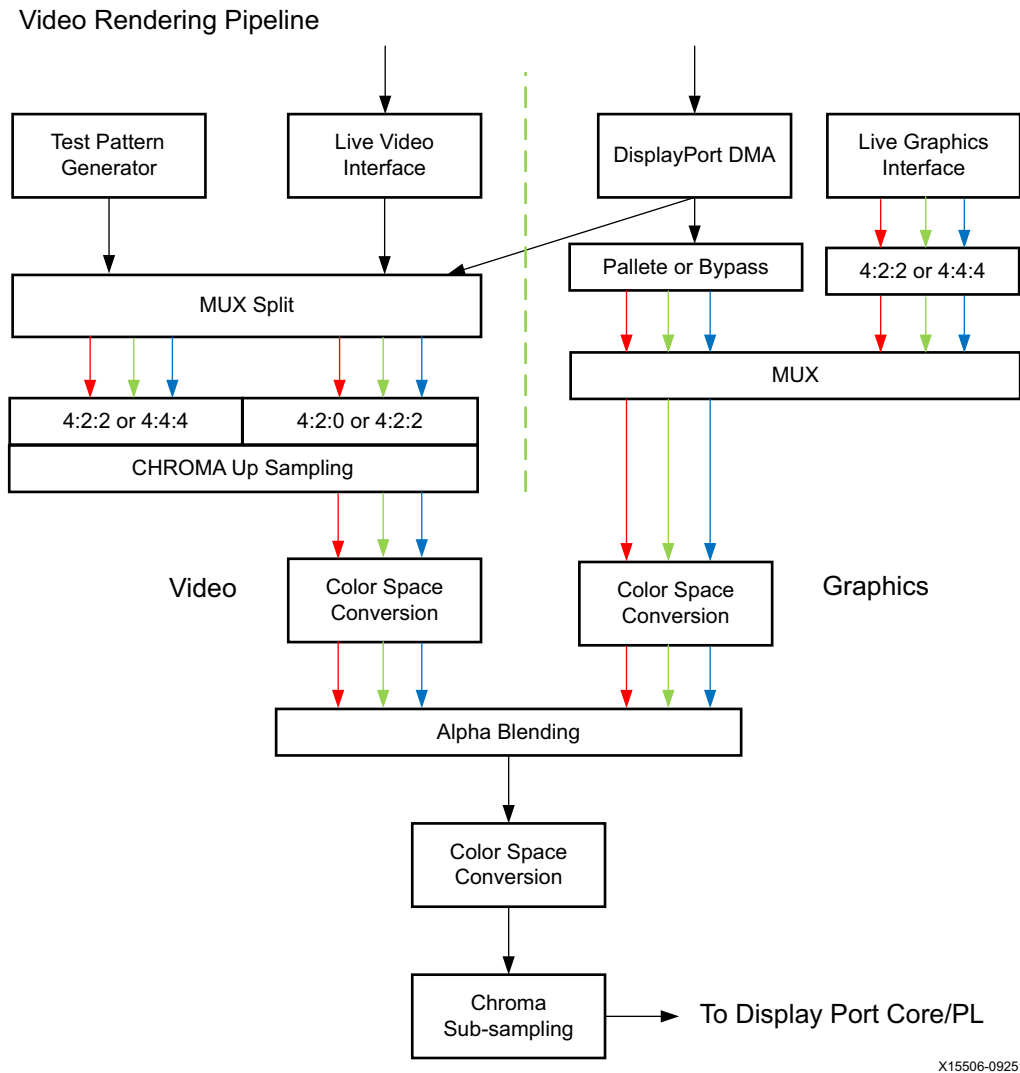 Video Rendering Pipeline
Test Pattern
Generator
Live Video
Interface
DisplayPort DMA
Live Graphics
Interface
Pallete or Bypass
4:2:2 or 4:4:4
MUX Split
MUX
4:2:2 or 4:4:4
4:2:0 or 4:2:2
CHROMA Up Sampling
Video
Color Space
Conversion
Color Space
Conversion
Graphics
Alpha Blending
Color Space
Conversion
Chroma
Sub-sampling
To Display Port Core/PL
X15506-0925